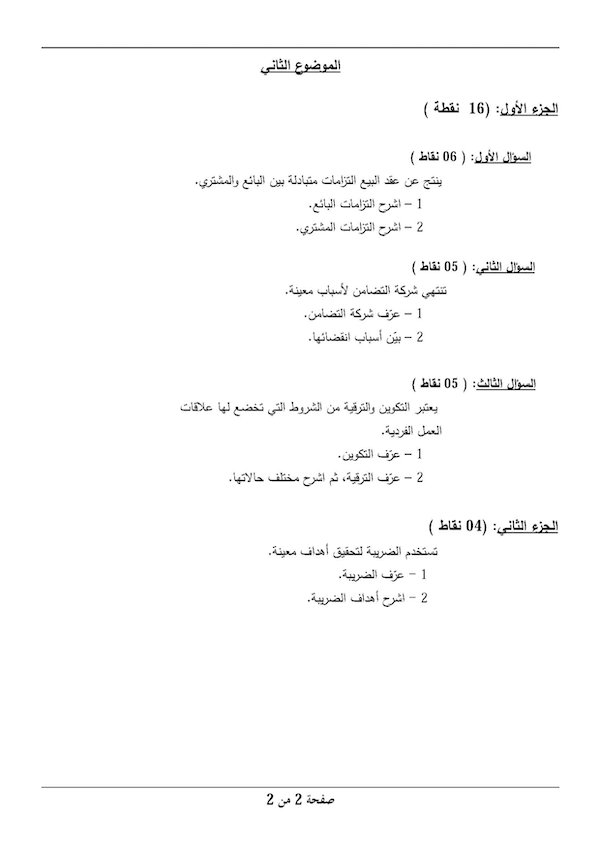 الموضوع الثاني
الجزء الأول: (16 نقطة )
السؤال الأول: ( 06 نقاط )
ينتج عن عقد البيع التزامات متبادلة بين البائع والمشتري.
1 – اشرح التزامات البائع.
2 – اشرح التزامات المشتري.
السؤال الثاني: ( 05 نقاط )
تنتهي شركة التضامن لأسباب معينة.
1 – عرّف شركة التضامن.
2 – بيّن أسباب انقضائها.
السؤال الثالث: ( 05 نقاط )
يعتبر التكوين والترقية من الشروط التي تخضع لها علاقات
العمل الفردية.
1 – عرّف التكوين.
2 – عرّف الترقية، ثم اشرح مختلف حالاتها.
الجزء الثاني: (04 نقاط )
تستخدم الضريبة لتحقيق أهداف معينة.
1 – عرّف الضريبة.
2 – اشرح أهداف الضريبة.
صفحة 2 من 2